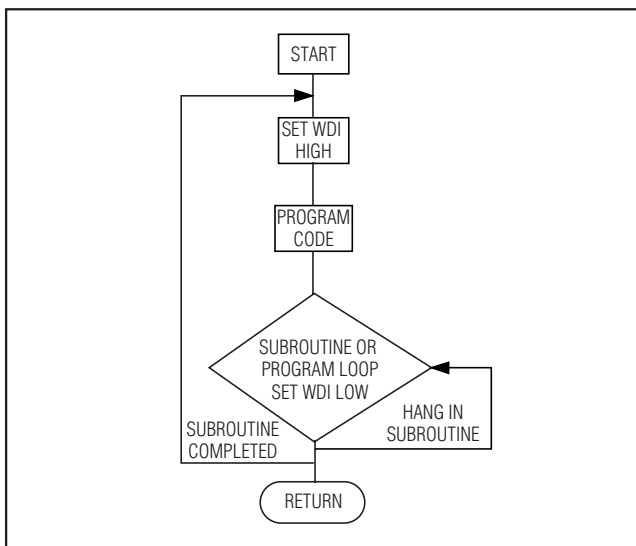 START
SET WDI
HIGH
PROGRAM
CODE
SUBROUTINE OR
PROGRAM LOOP
SET WDI LOW
SUBROUTINE
COMPLETED
HANG IN
SUBROUTINE
RETURN